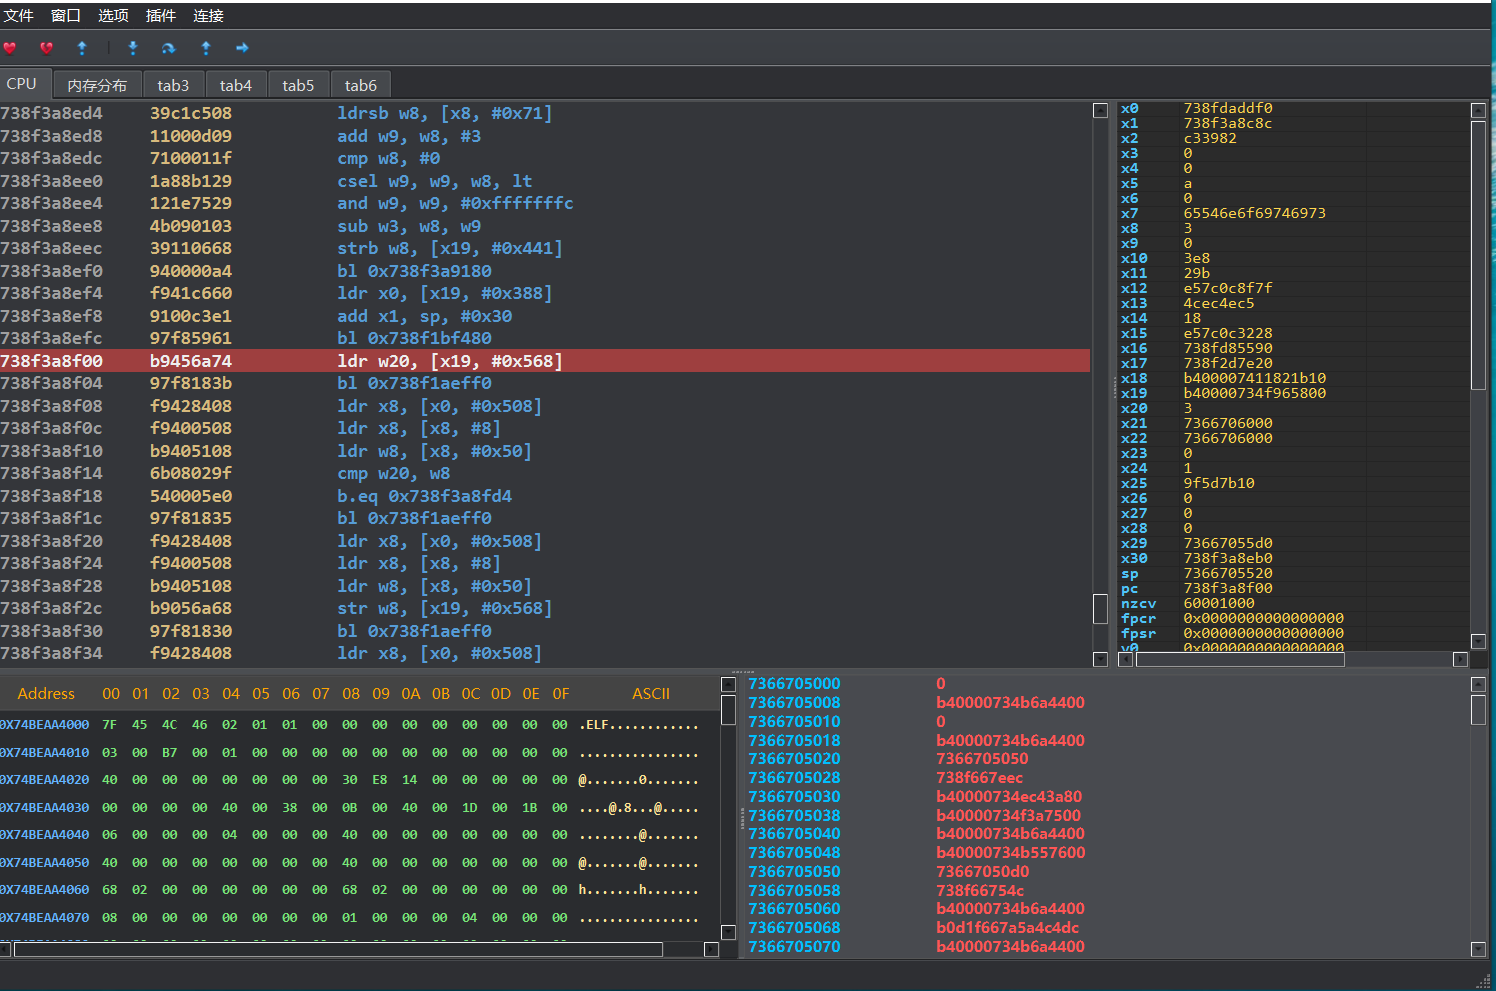 文件 窗口 选项 插件 连接
CPU 内存分布 tab3 tab4 tab5 tab6
738f3a8ed4 39c1c508 ldrsb w8, [x8, #0x71]
738f3a8ed8 11000d09 add w9, w8, #3
738f3a8edc 7100011f cmp w8, #0
738f3a8ee0 1a88b129 csel w9, w9, w8, lt
738f3a8ee4 121e7529 and w9, w9, #0xfffffffc
738f3a8ee8 4b090103 sub w3, w8, w9
738f3a8eec 39110668 strb w8, [x19, #0x441]
738f3a8ef0 940000a4 bl 0x738f3a9180
738f3a8ef4 f941c660 ldr x0, [x19, #0x388]
738f3a8ef8 9100c3e1 add x1, sp, #0x30
738f3a8efc 97f85961 bl 0x738f1bf480
738f3a8f00 b9456a74 ldr w20, [x19, #0x568]
738f3a8f04 97f8183b bl 0x738f1aeff0
738f3a8f08 f9428408 ldr x8, [x0, #0x508]
738f3a8f0c f9400508 ldr x8, [x8, #8]
738f3a8f10 b9405108 ldr w8, [x8, #0x50]
738f3a8f14 6b08029f cmp w20, w8
738f3a8f18 540005e0 b.eq 0x738f3a8fd4
738f3a8f1c 97f81835 bl 0x738f1aeff0
738f3a8f20 f9428408 ldr x8, [x0, #0x508]
738f3a8f24 f9400508 ldr x8, [x8, #8]
738f3a8f28 b9405108 ldr w8, [x8, #0x50]
738f3a8f2c b9056a68 str w8, [x19, #0x568]
738f3a8f30 97f81830 bl 0x738f1aeff0
738f3a8f34 f9428408 ldr x8, [x0, #0x508]
x0 738fdaddf0
x1 738f3a8c8c
x2 c33982
x3 0
x4 0
x5 a
x6 0
x7 65546e6f69746973
x8 3
x9 0
x10 3e8
x11 29b
x12 e57c0c8f7f
x13 4cec4ec5
x14 18
x15 e57c0c3228
x16 738fd85590
x17 738f2d7e20
x18 b400007411821b10
x19 b40000734f965800
x20 3
x21 7366706000
x22 7366706000
x23 0
x24 1
x25 9f5d7b10
x26 0
x27 0
x28 0
x29 73667055d0
x30 738f3a8eb0
sp 7366705520
pc 738f3a8f00
nzcv 60001000
fpcr 0x0000000000000000
fpsr 0x0000000000000000
v0 0x0000000000000000
Address 00 01 02 03 04 05 06 07 08 09 0A 0B 0C 0D 0E 0F ASCII
0X74BEAA4000 7F 45 4C 46 02 01 01 00 00 00 00 00 00 00 00 00 .ELF............
0X74BEAA4010 03 00 B7 00 01 00 00 00 00 00 00 00 00 00 00 00 ................
0X74BEAA4020 40 00 00 00 00 00 00 00 30 E8 14 00 00 00 00 00 @.......0.......
0X74BEAA4030 00 00 00 00 40 00 38 00 0B 00 40 00 1D 00 1B 00 ....@.8...@.....
0X74BEAA4040 06 00 00 00 04 00 00 00 40 00 00 00 00 00 00 00 ........@.......
0X74BEAA4050 40 00 00 00 00 00 00 00 40 00 00 00 00 00 00 00 @.......@.......
0X74BEAA4060 68 02 00 00 00 00 00 00 68 02 00 00 00 00 00 00 h.......h.......
0X74BEAA4070 08 00 00 00 00 00 00 00 01 00 00 00 04 00 00 00 ................
7366705000 0
7366705008 b40000734b6a4400
7366705010 0
7366705018 b40000734b6a4400
7366705020 7366705050
7366705028 738f667eec
7366705030 b40000734ec43a80
7366705038 b40000734f3a7500
7366705040 b40000734b6a4400
7366705048 b40000734b557600
7366705050 73667050d0
7366705058 738f66754c
7366705060 b40000734b6a4400
7366705068 b0d1f667a5a4c4dc
7366705070 b40000734b6a4400